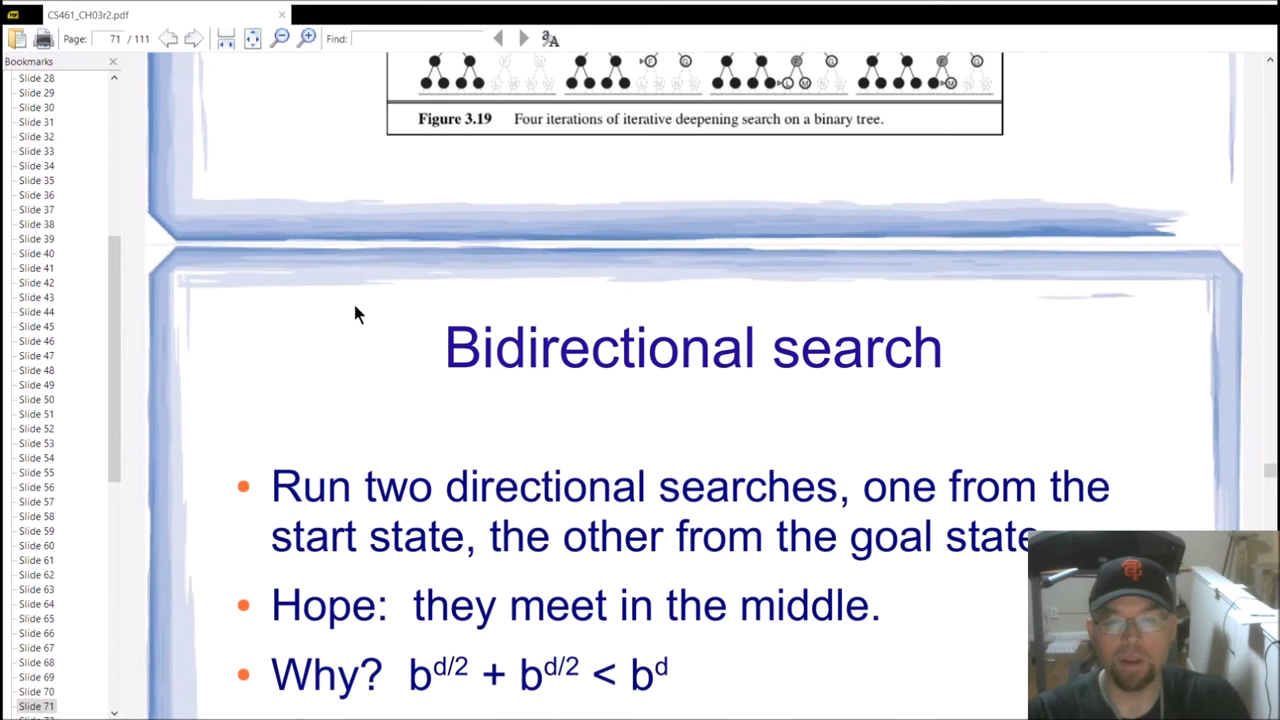 CS461_CH03r2.pdf ×
Page: 71 / 111 Find:
Bookmarks ×
Slide 28
Slide 29
Slide 30
Slide 31
Slide 32
Slide 33
Slide 34
Slide 35
Slide 36
Slide 37
Slide 38
Slide 39
Slide 40
Slide 41
Slide 42
Slide 43
Slide 44
Slide 45
Slide 46
Slide 47
Slide 48
Slide 49
Slide 50
Slide 51
Slide 52
Slide 53
Slide 54
Slide 55
Slide 56
Slide 57
Slide 58
Slide 59
Slide 60
Slide 61
Slide 62
Slide 63
Slide 64
Slide 65
Slide 66
Slide 67
Slide 68
Slide 69
Slide 70
Slide 71
Figure 3.19 Four iterations of iterative deepening search on a binary tree.
Bidirectional search
• Run two directional searches, one from the
start state, the other from the goal state
• Hope: they meet in the middle.
• Why? b^d/2 + b^d/2 < b^d